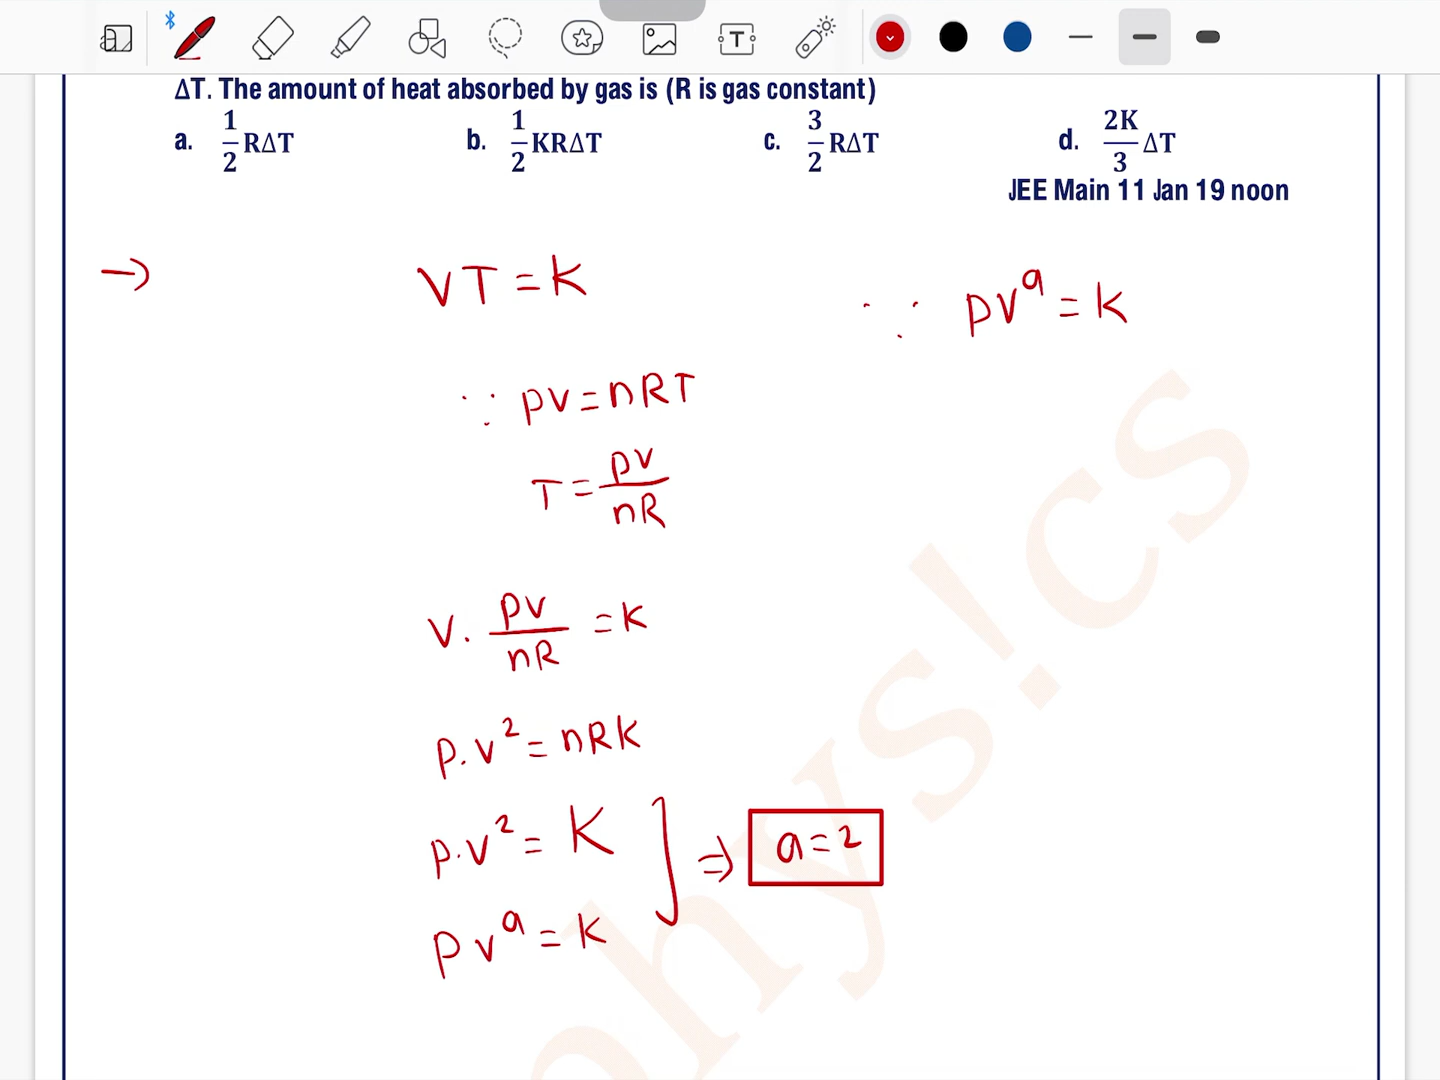 ΔT. The amount of heat absorbed by gas is (R is gas constant)
a. 1/2 RΔT b. 1/2 KRΔT c. 3/2 RΔT d. 2K/3 ΔT
JEE Main 11 Jan 19 noon
→ VT = K ∵ PV^a = K
∵ PV = nRT
T = PV/nR
V. PV/nR = K
P.V² = nRK
P.V² = K
⇒ a = 2
PV^a = K
phys!cs